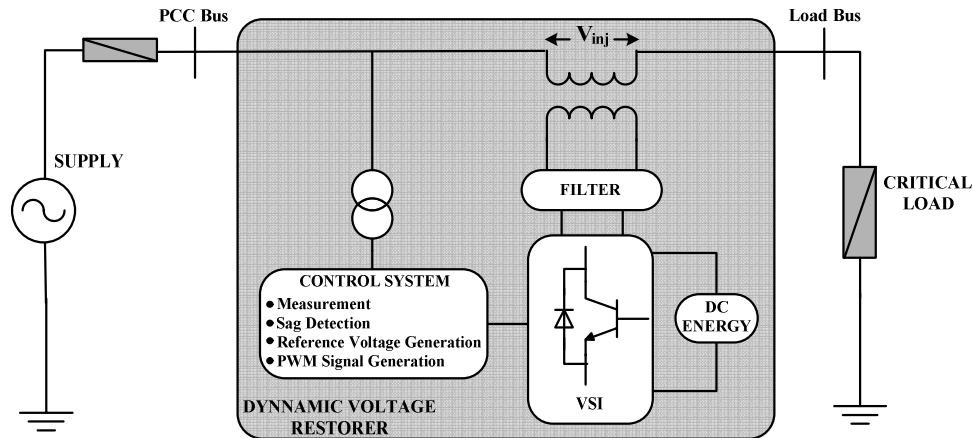 PCC Bus
Vinj
Load Bus
SUPPLY
FILTER
CRITICAL
LOAD
CONTROL SYSTEM
● Measurement
● Sag Detection
● Reference Voltage Generation
● PWM Signal Generation
DC
ENERGY
VSI
DYNNAMIC VOLTAGE
RESTORER